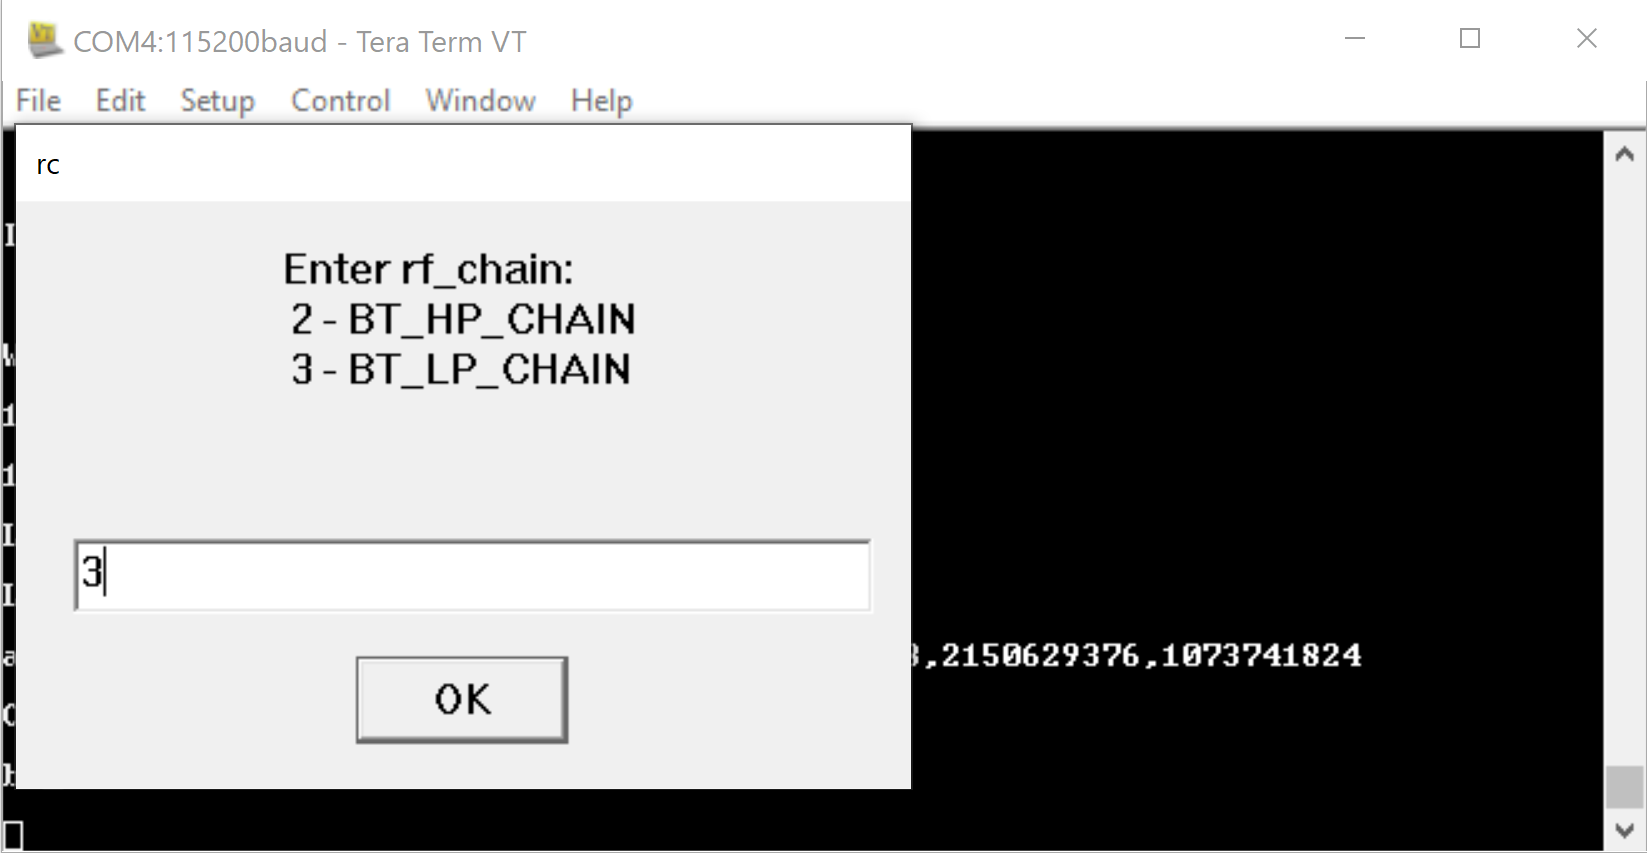 COM4:115200baud - Tera Term VT
File Edit Setup Control Window Help
rc
Enter rf_chain:
2 - BT_HP_CHAIN
3 - BT_LP_CHAIN
3
,2150629376,1073741824
OK